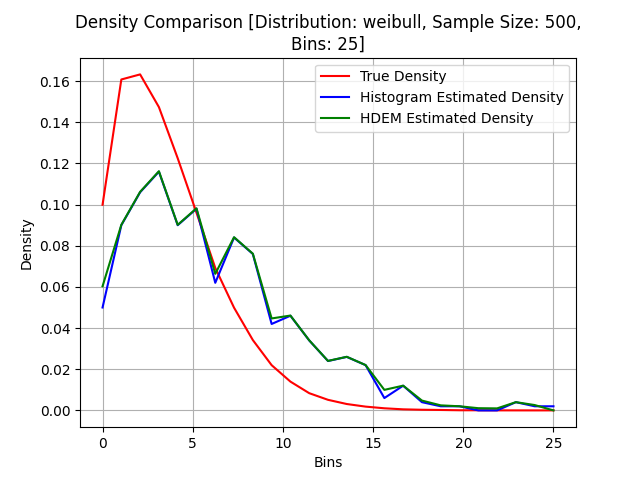 Density Comparison [Distribution: weibull, Sample Size: 500,
Bins: 25]
True Density
Histogram Estimated Density
HDEM Estimated Density
Density
0.16
0.14
0.12
0.10
0.08
0.06
0.04
0.02
0.00
0 5 10 15 20 25
Bins